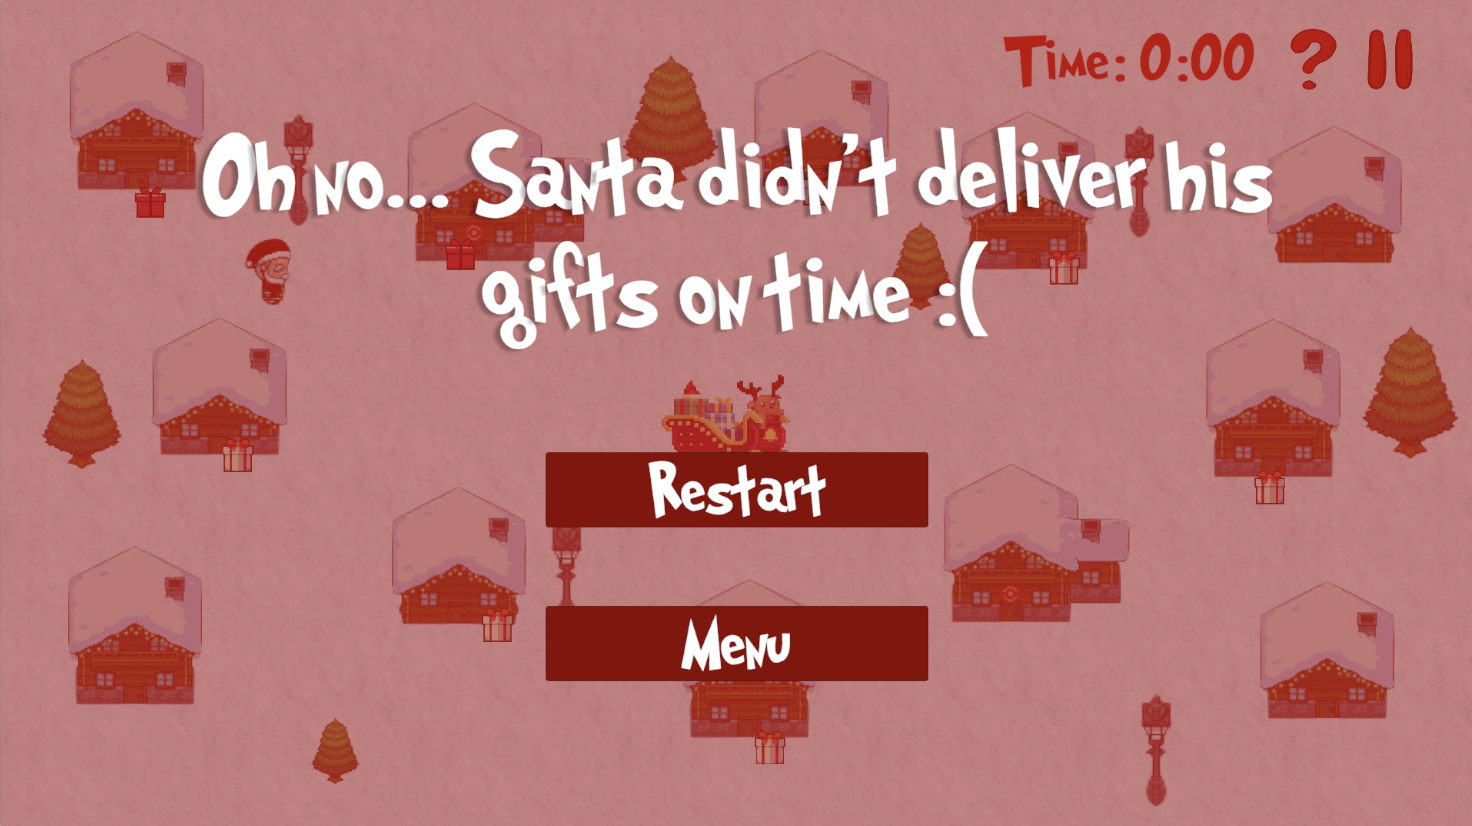 Time: 0:00 ?
Oh no... Santa didn't deliver his
gifts on time :(
Restart
Menu